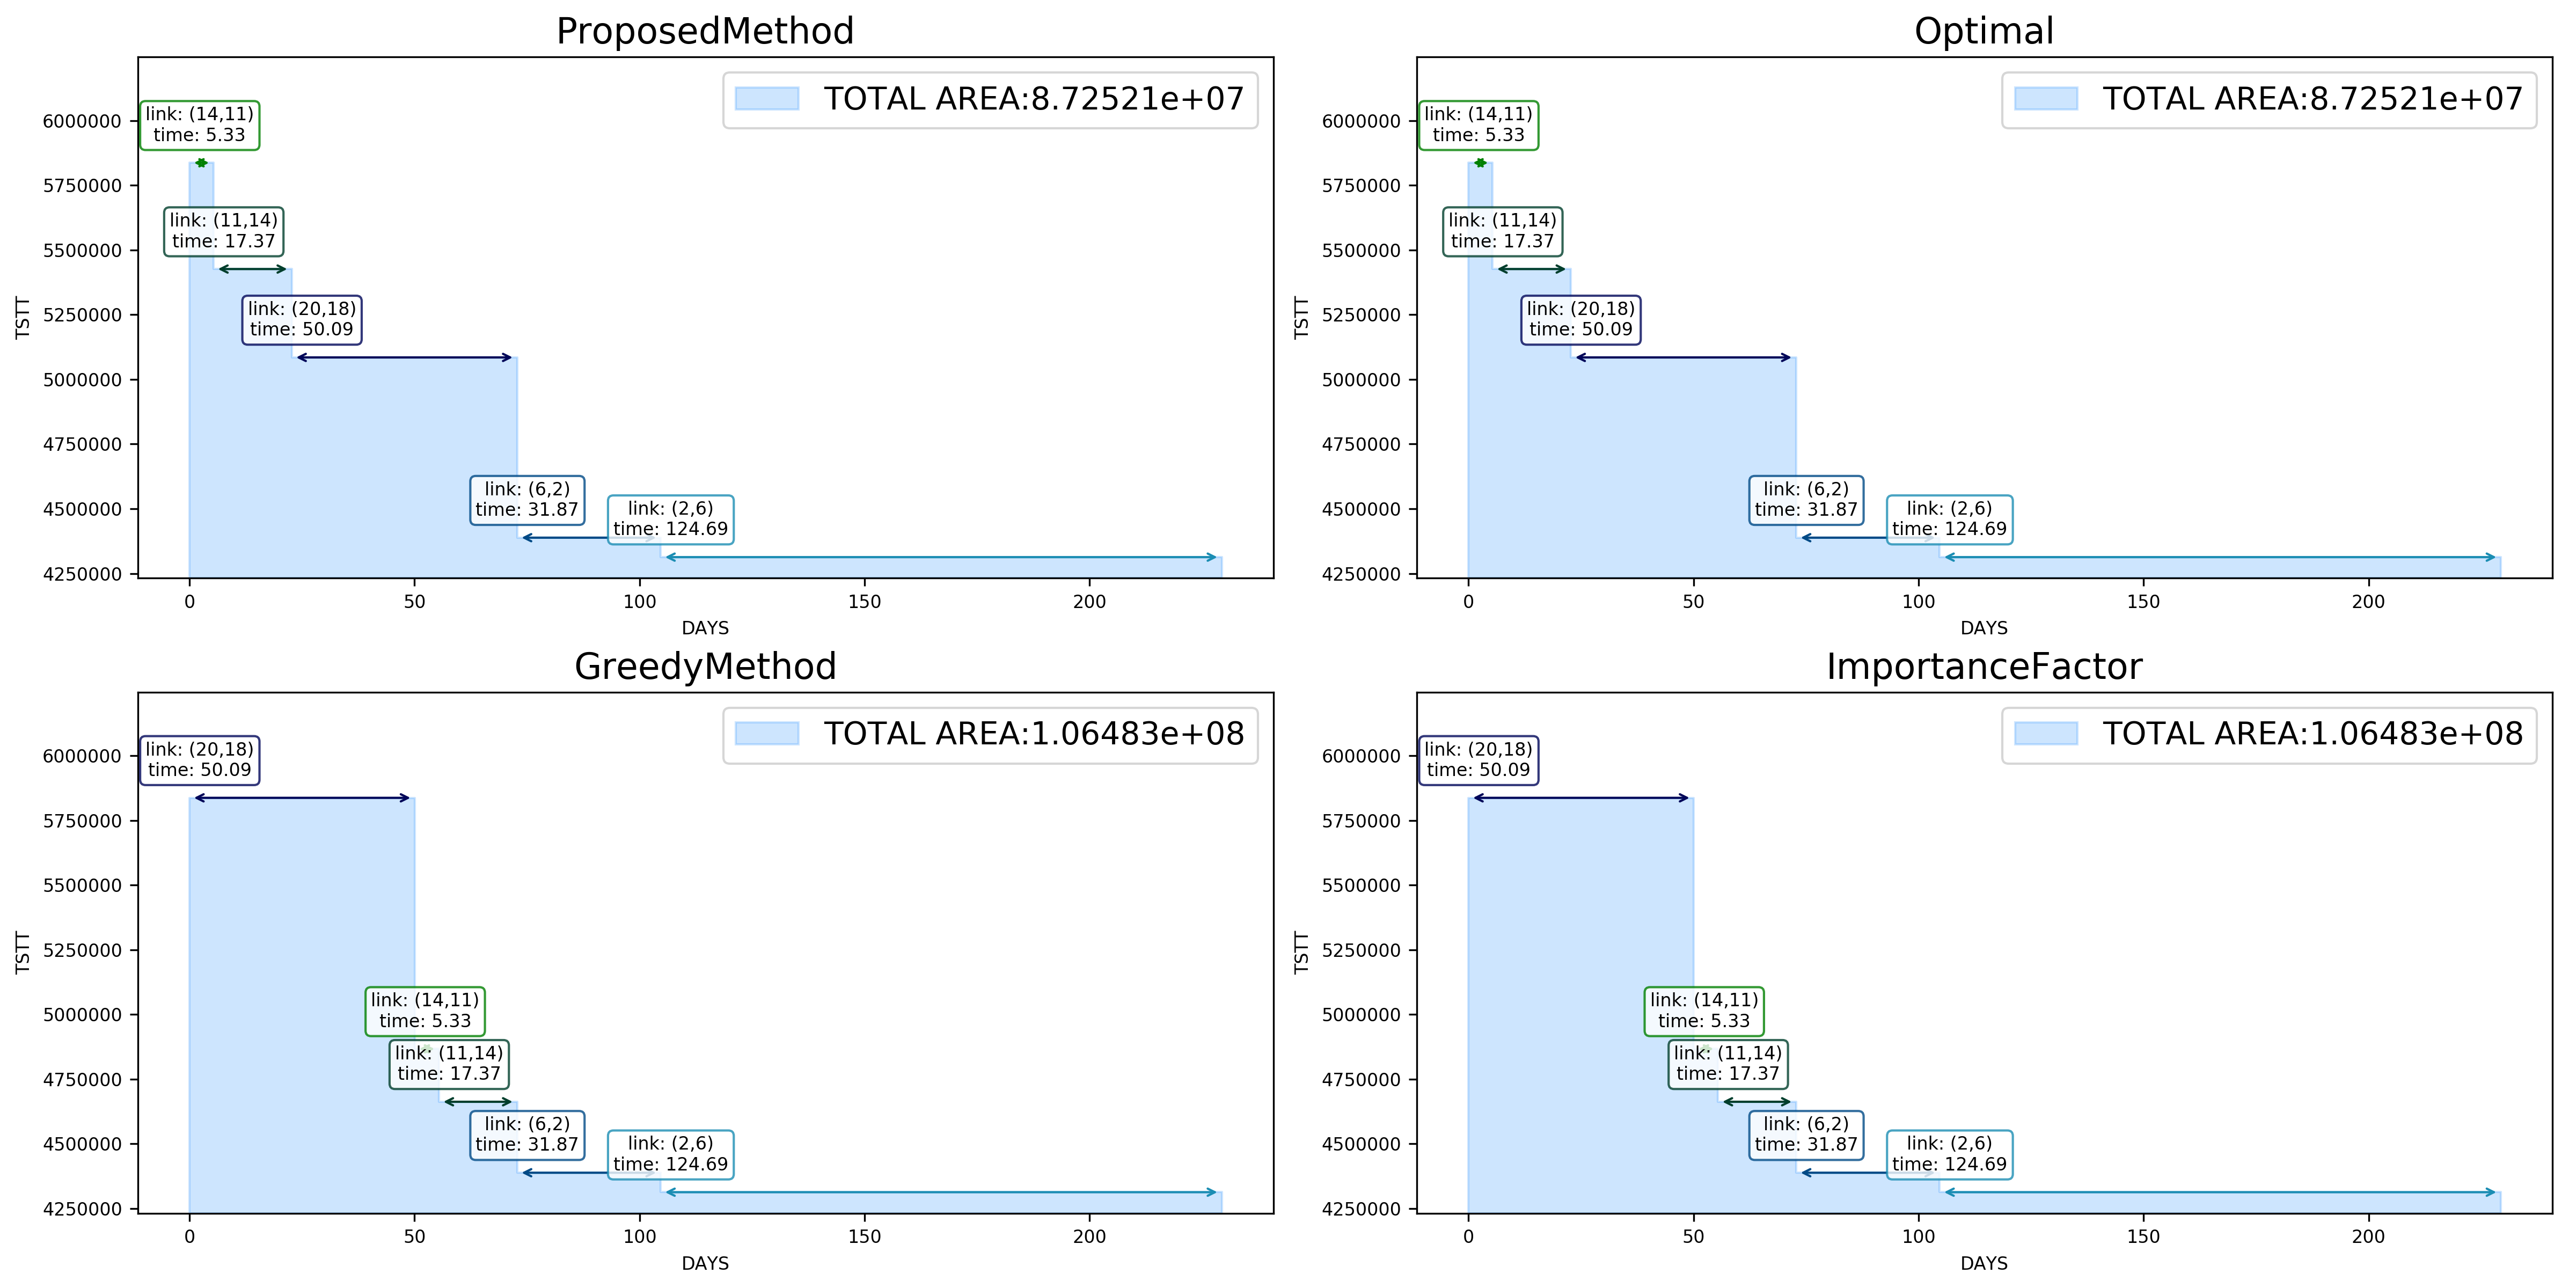 ProposedMethod
TOTAL AREA:8.72521e+07
6000000
5750000
5500000
5250000
5000000
4750000
4500000
4250000
TSTT
link: (14,11)
time: 5.33
link: (11,14)
time: 17.37
link: (20,18)
time: 50.09
link: (6,2)
time: 31.87
link: (2,6)
time: 124.69
0 50 100 150 200
DAYS
Optimal
TOTAL AREA:8.72521e+07
6000000
5750000
5500000
5250000
5000000
4750000
4500000
4250000
TSTT
link: (14,11)
time: 5.33
link: (11,14)
time: 17.37
link: (20,18)
time: 50.09
link: (6,2)
time: 31.87
link: (2,6)
time: 124.69
0 50 100 150 200
DAYS
GreedyMethod
TOTAL AREA:1.06483e+08
6000000
5750000
5500000
5250000
5000000
4750000
4500000
4250000
TSTT
link: (20,18)
time: 50.09
link: (14,11)
time: 5.33
link: (11,14)
time: 17.37
link: (6,2)
time: 31.87
link: (2,6)
time: 124.69
0 50 100 150 200
DAYS
ImportanceFactor
TOTAL AREA:1.06483e+08
6000000
5750000
5500000
5250000
5000000
4750000
4500000
4250000
TSTT
link: (20,18)
time: 50.09
link: (14,11)
time: 5.33
link: (11,14)
time: 17.37
link: (6,2)
time: 31.87
link: (2,6)
time: 124.69
0 50 100 150 200
DAYS